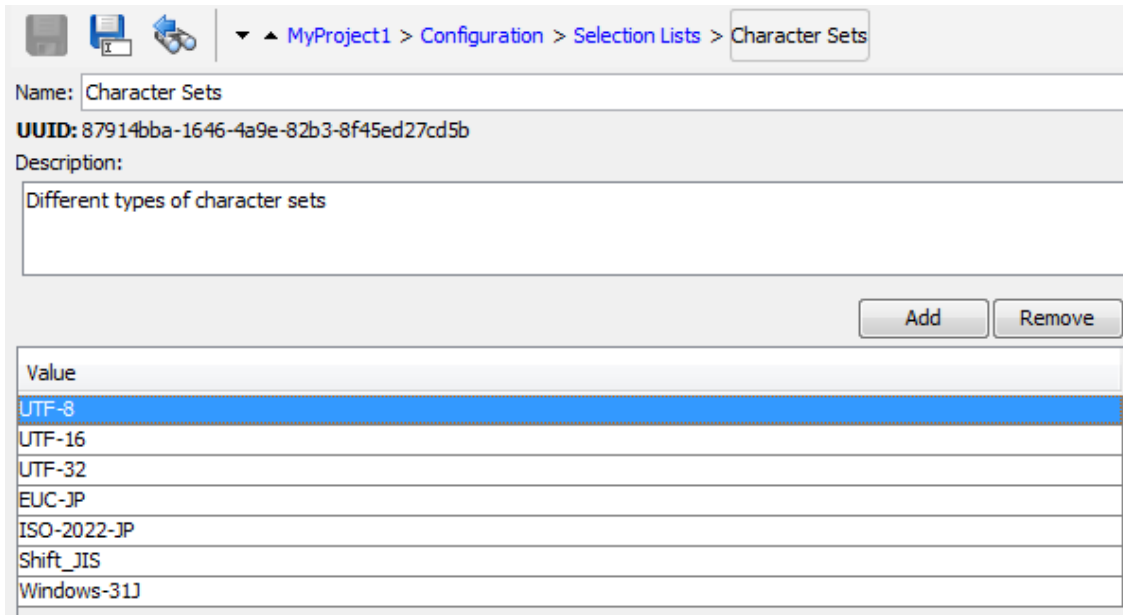 MyProject1 > Configuration > Selection Lists > Character Sets
Name: Character Sets
UUID: 87914bba-1646-4a9e-82b3-8f45ed27cd5b
Description:
Different types of character sets
Add Remove
Value
UTF-8
UTF-16
UTF-32
EUC-JP
ISO-2022-JP
Shift_JIS
Windows-31J